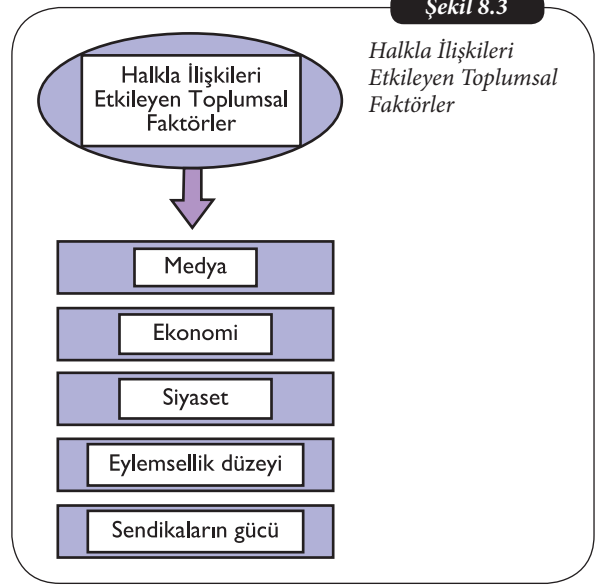 Şekil 8.3
Halkla İlişkileri
Etkileyen Toplumsal
Faktörler
Halkla İlişkileri
Etkileyen Toplumsal
Faktörler
Medya
Ekonomi
Siyaset
Eylemsellik düzeyi
Sendikaların gücü